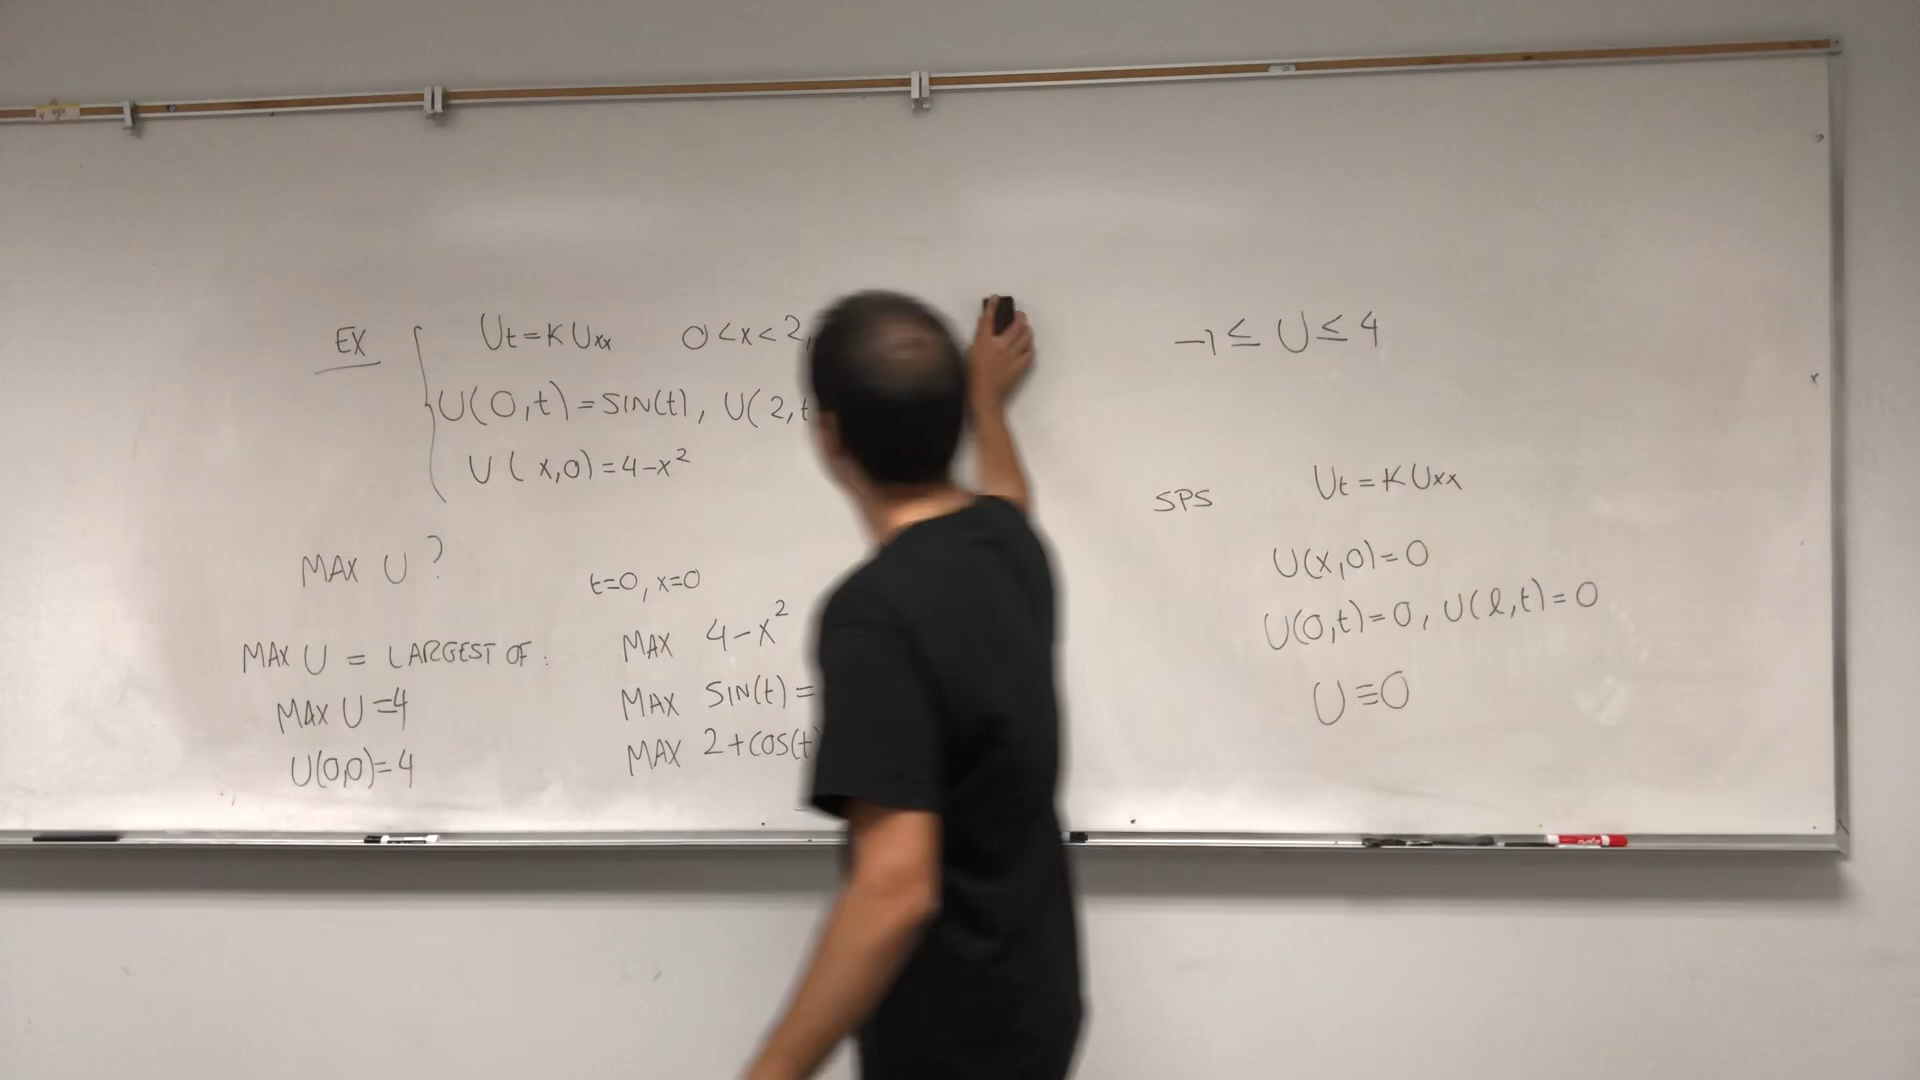 EX
Ut = K Uxx 0 < x < 2,
U(0,t) = SIN(t), U(2,t
U(x,0) = 4-x²
MAX U?
MAX U = LARGEST OF:
MAX U = 4
U(0,0) = 4
t=0, x=0
MAX 4-x²
MAX SIN(t) =
MAX 2+COS(t)
-1 ≤ U ≤ 4
SPS
Ut = K Uxx
U(x,0) = 0
U(0,t) = 0, U(l,t) = 0
U ≡ 0